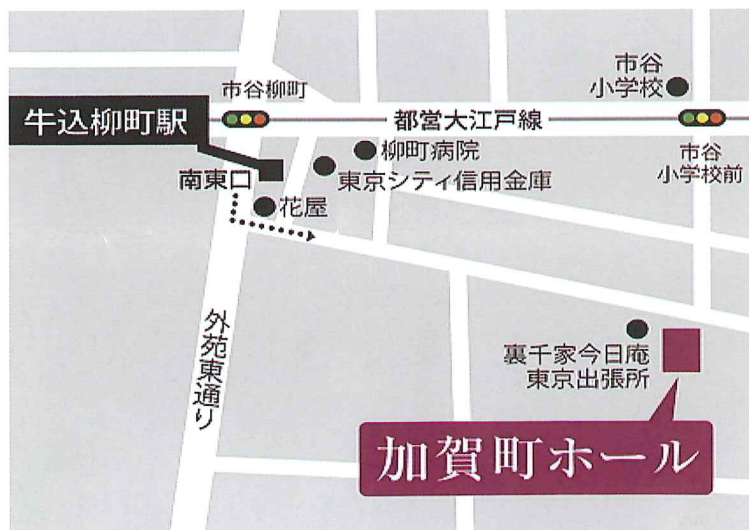 市谷
小学校
市谷柳町
牛込柳町駅
都営大江戸線
柳町病院
市谷
小学校前
南東口
東京シティ信用金庫
花屋
外苑東通り
裏千家今日庵
東京出張所
加賀町ホール